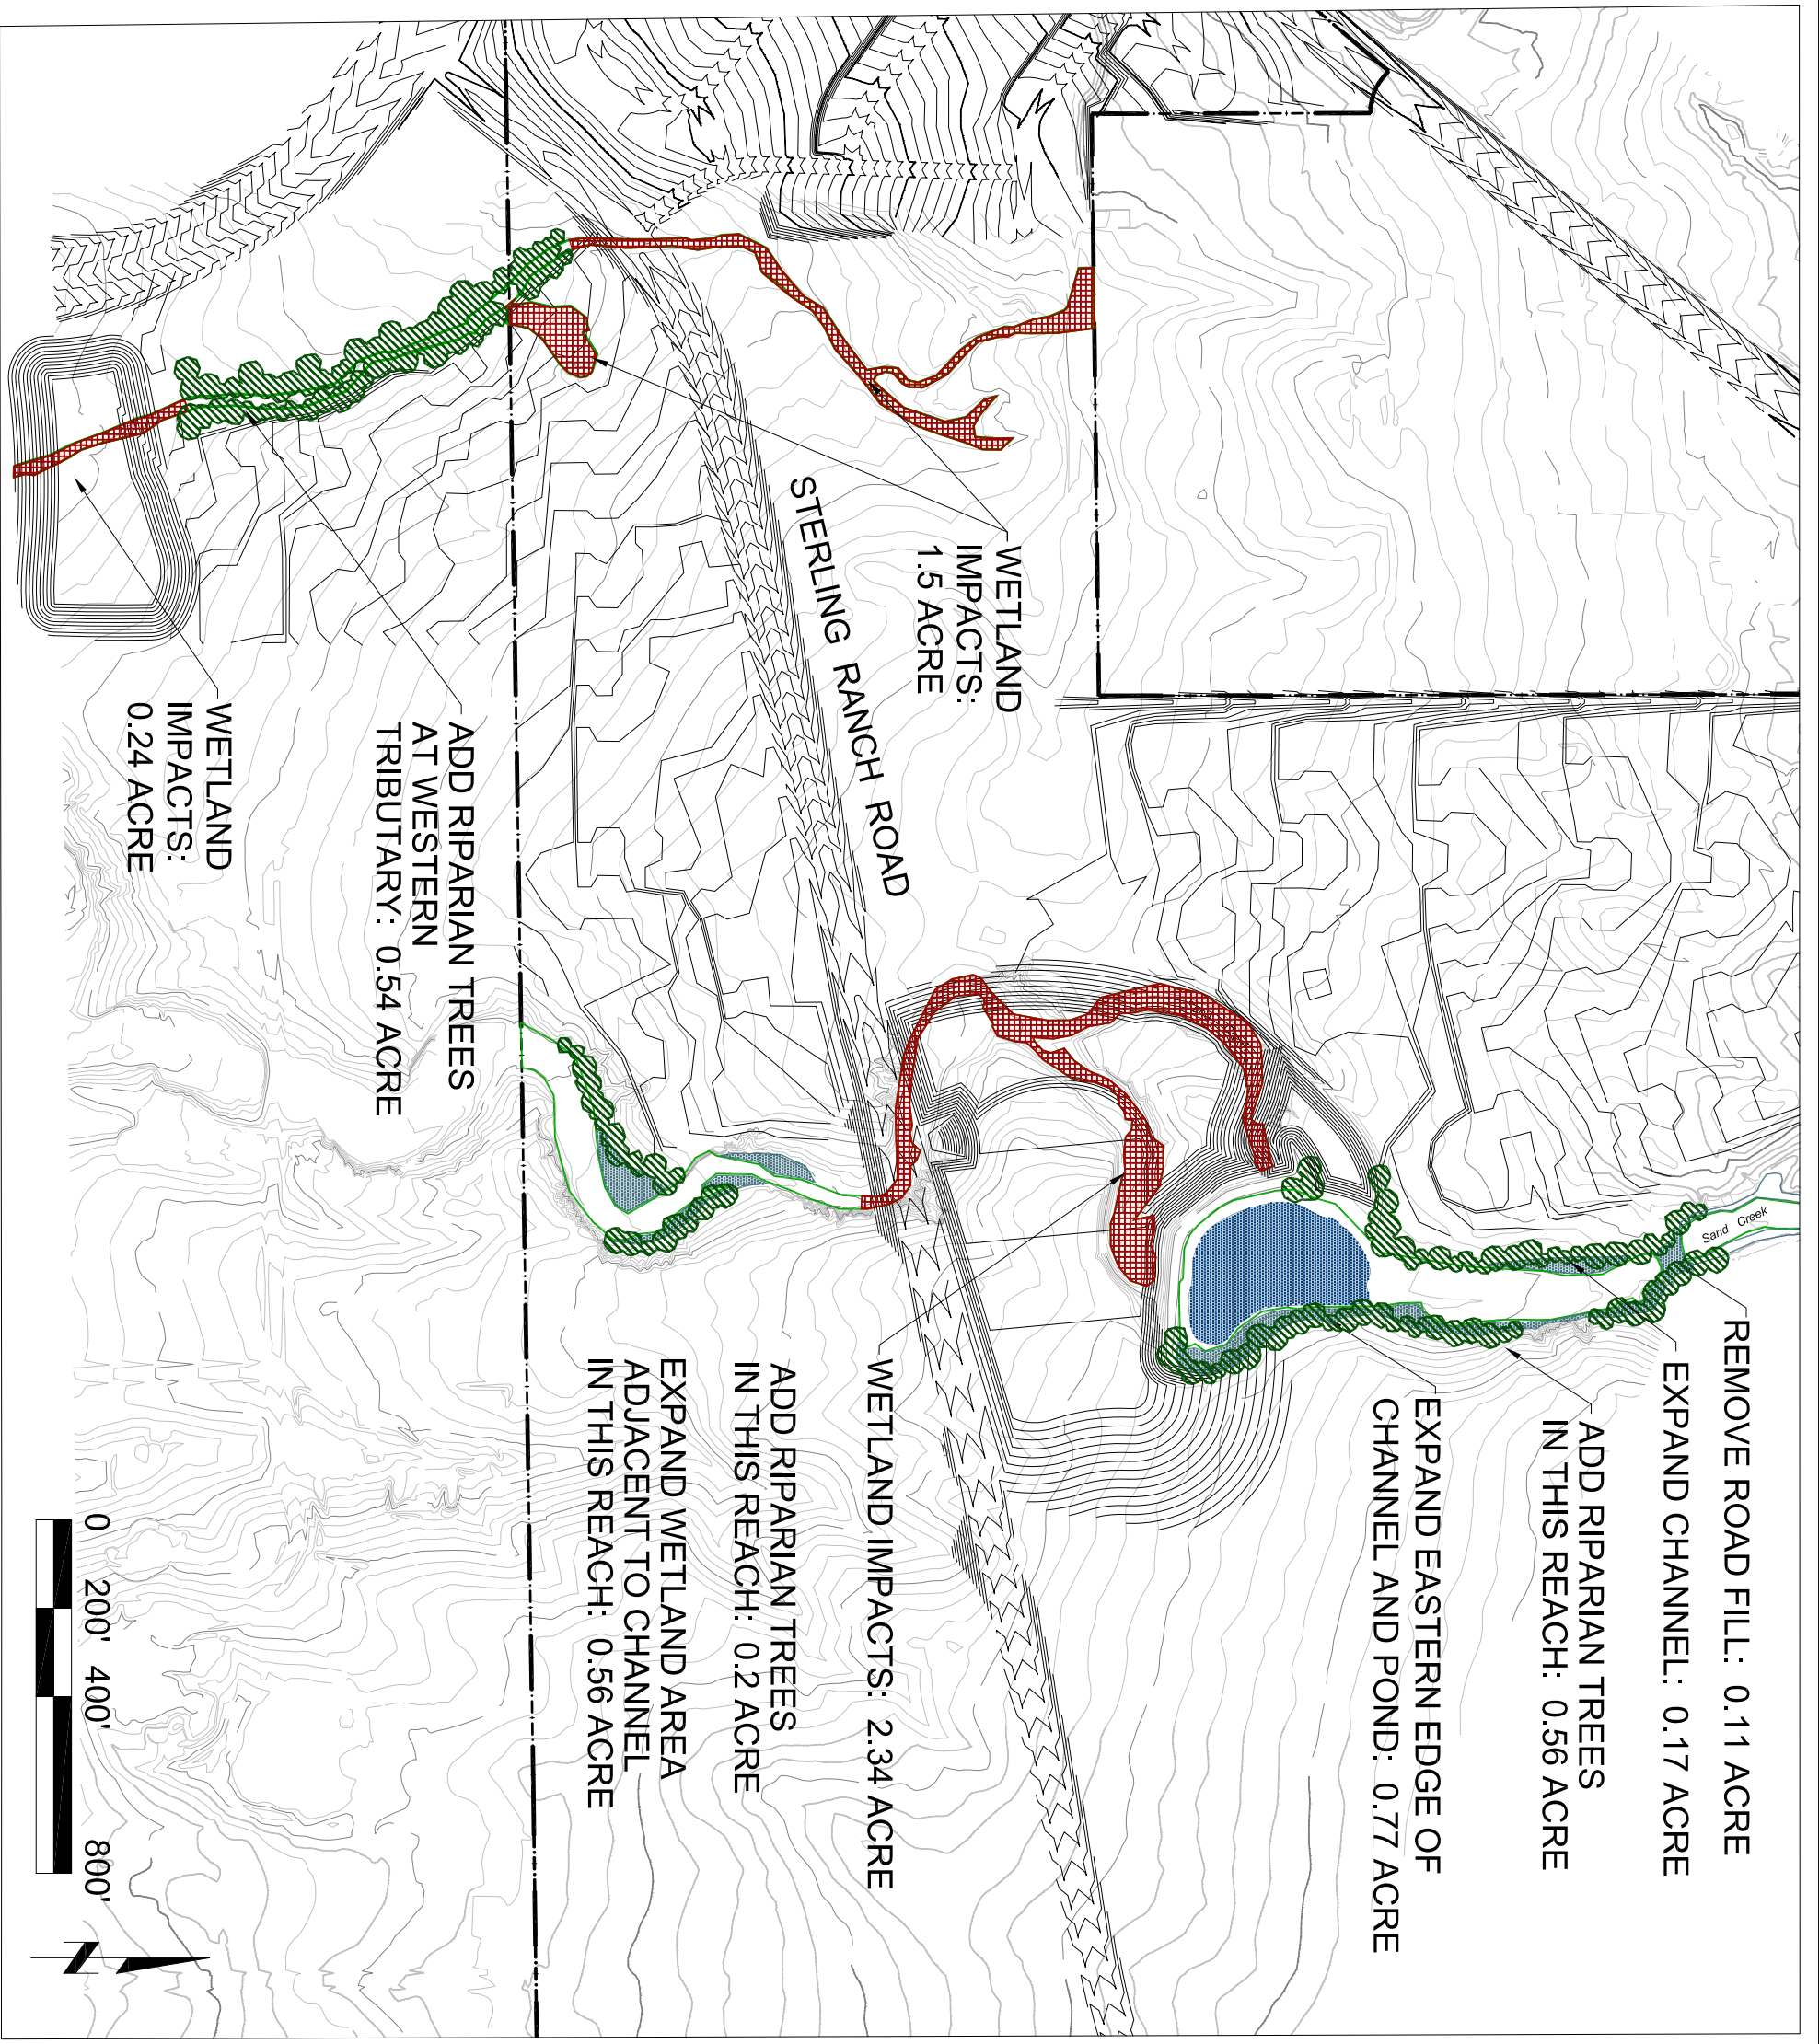 REMOVE ROAD FILL: 0.11 ACRE
EXPAND CHANNEL: 0.17 ACRE
ADD RIPARIAN TREES
IN THIS REACH: 0.56 ACRE
EXPAND EASTERN EDGE OF
CHANNEL AND POND: 0.77 ACRE
Sand Creek
WETLAND
IMPACTS:
1.5 ACRE
STERLING RANCH ROAD
WETLAND IMPACTS: 2.34 ACRE
ADD RIPARIAN TREES
IN THIS REACH: 0.2 ACRE
EXPAND WETLAND AREA
ADJACENT TO CHANNEL
IN THIS REACH: 0.56 ACRE
ADD RIPARIAN TREES
AT WESTERN
TRIBUTARY: 0.54 ACRE
WETLAND
IMPACTS:
0.24 ACRE
0 200' 400' 800'
N